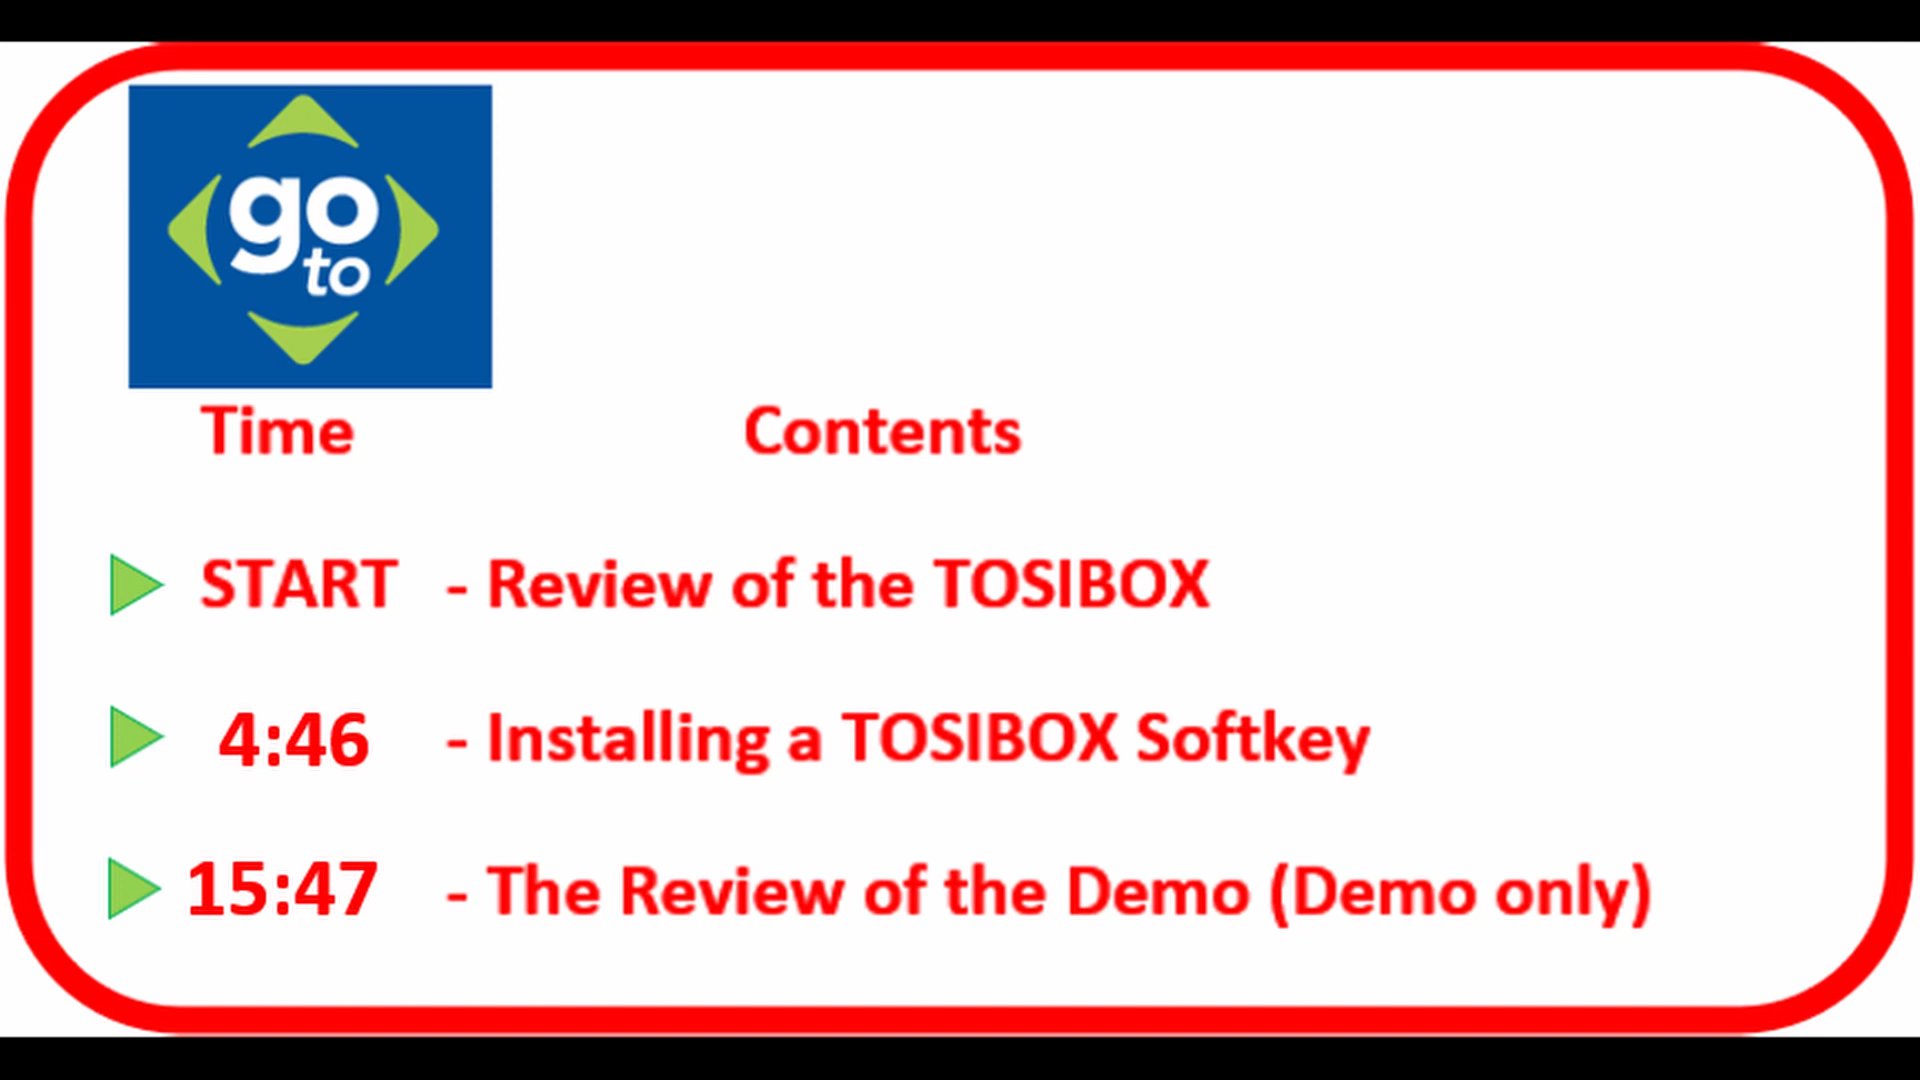 go
to
Time Contents
START - Review of the TOSIBOX
4:46 - Installing a TOSIBOX Softkey
15:47 - The Review of the Demo (Demo only)